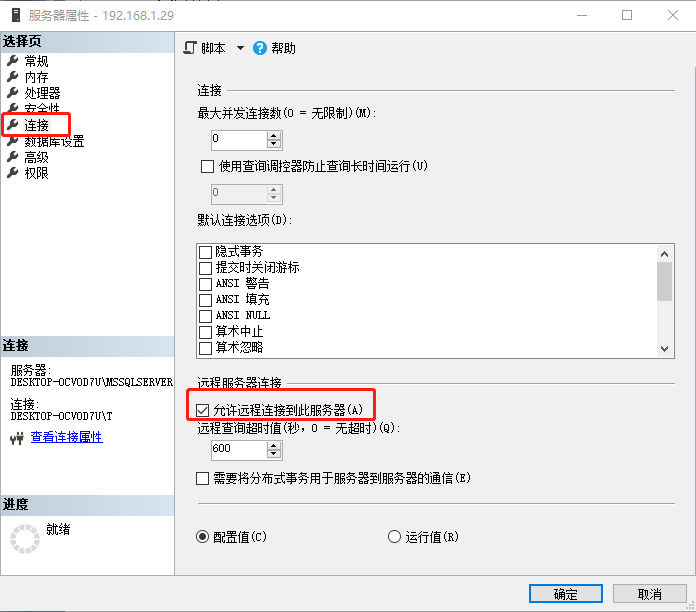 服务器属性 - 192.168.1.29
选择页
常规
内存
处理器
安全性
连接
数据库设置
高级
权限
连接
服务器:
DESKTOP-OCVOD7U\MSSQLSERVER
连接:
DESKTOP-OCVOD7U\T
查看连接属性
进度
就绪
脚本
帮助
连接
最大并发连接数(0 = 无限制)(M):
0
使用查询调控器防止查询长时间运行(U)
0
默认连接选项(D):
隐式事务
提交时关闭游标
ANSI 警告
ANSI 填充
ANSI NULL
算术中止
算术忽略
远程服务器连接
允许远程连接到此服务器(A)
远程查询超时值(秒，0 = 无超时)(Q):
600
需要将分布式事务用于服务器到服务器的通信(E)
配置值(C)
运行值(R)
确定
取消